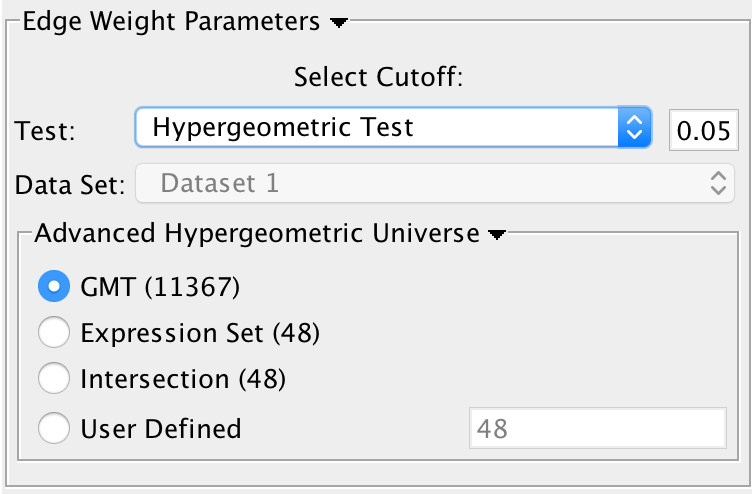 Edge Weight Parameters
Select Cutoff:
Test: Hypergeometric Test 0.05
Data Set: Dataset 1
Advanced Hypergeometric Universe
GMT (11367)
Expression Set (48)
Intersection (48)
User Defined 48